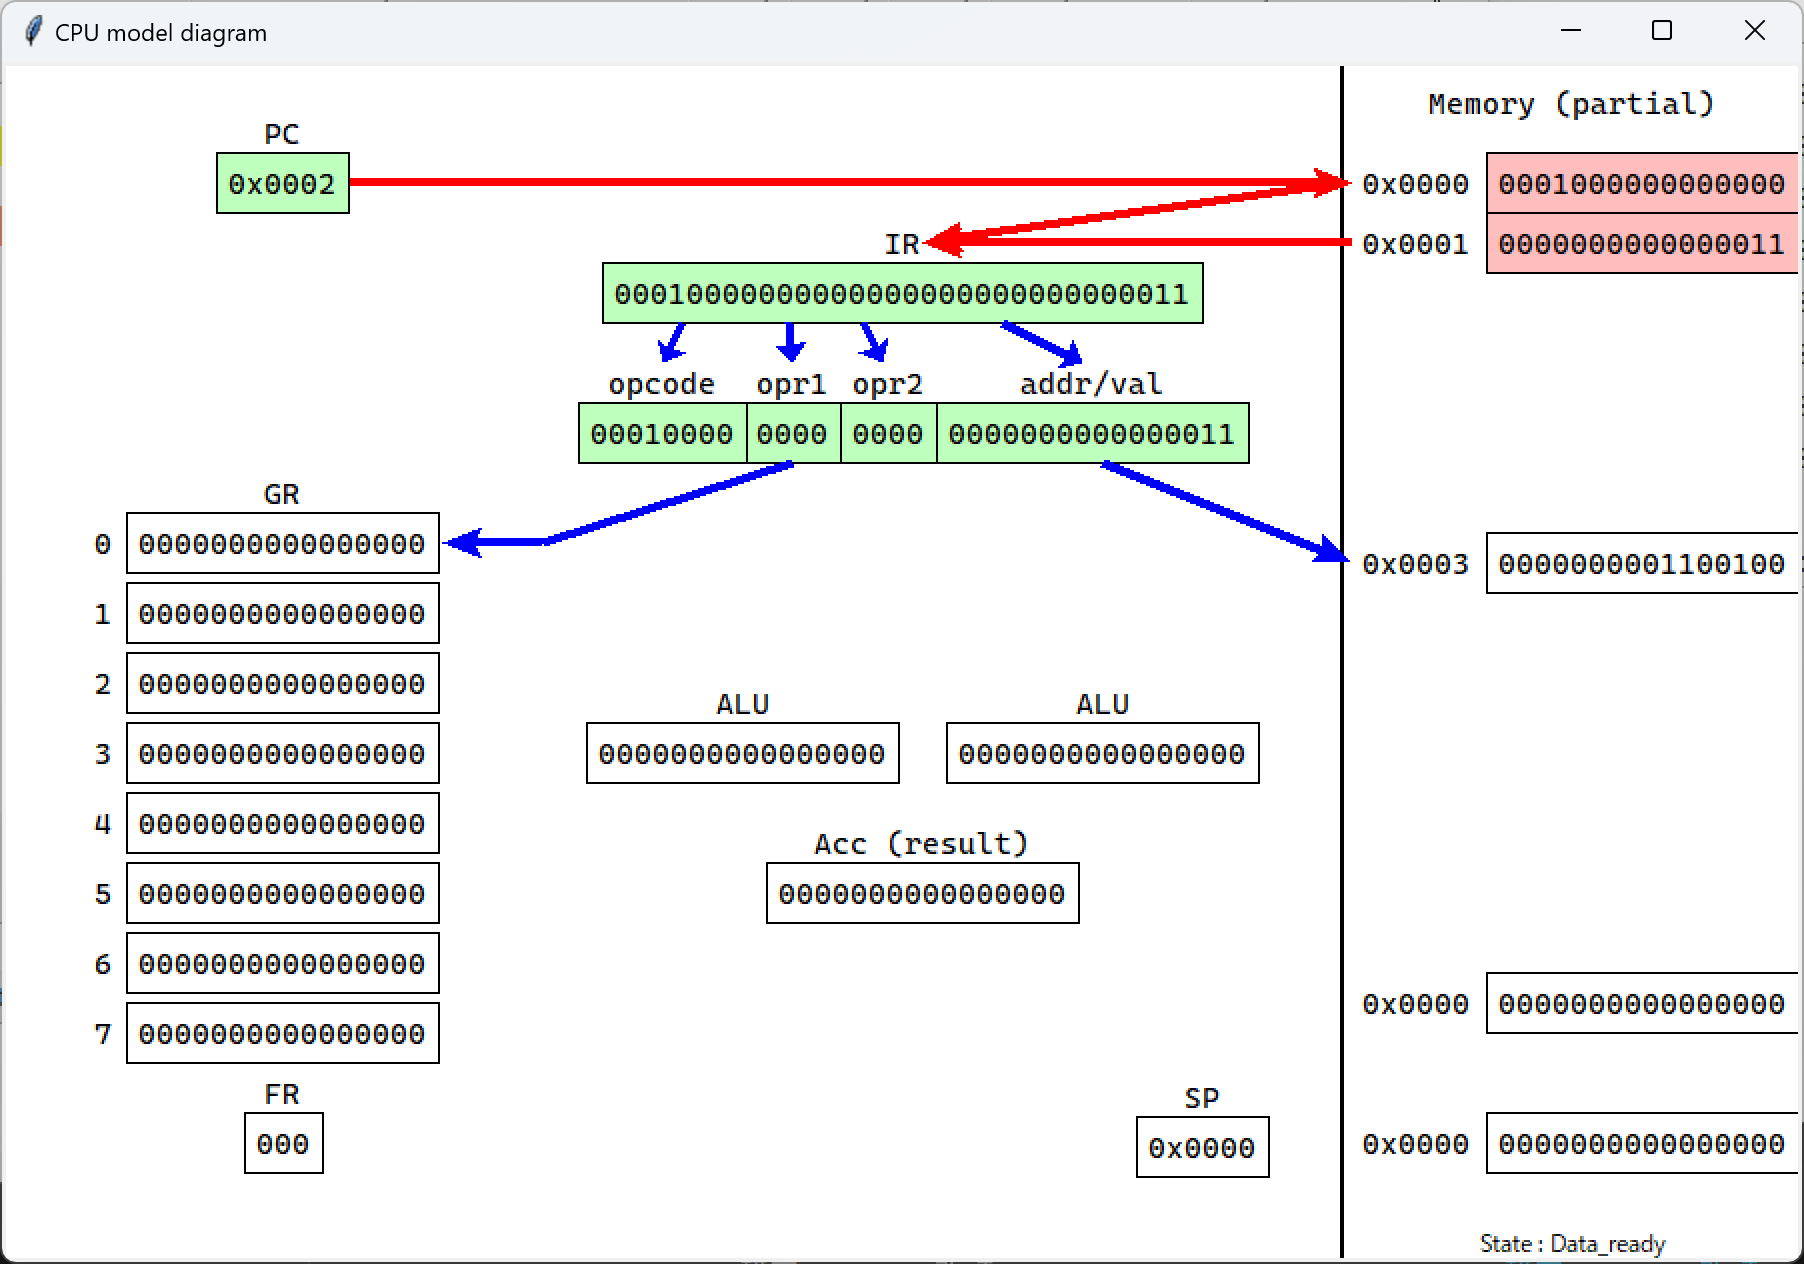 CPU model diagram
Memory (partial)
PC
0x0002
0x0000 0001000000000000
IR
0x0001 0000000000000011
00010000000000000000000000000011
opcode opr1 opr2 addr/val
00010000 0000 0000 0000000000000011
GR
0 0000000000000000
0x0003 0000000001100100
1 0000000000000000
2 0000000000000000
ALU ALU
3 0000000000000000
0000000000000000 0000000000000000
4 0000000000000000
Acc (result)
5 0000000000000000
0000000000000000
6 0000000000000000
0x0000 0000000000000000
7 0000000000000000
FR
SP
000
0x0000
0x0000 0000000000000000
State : Data_ready